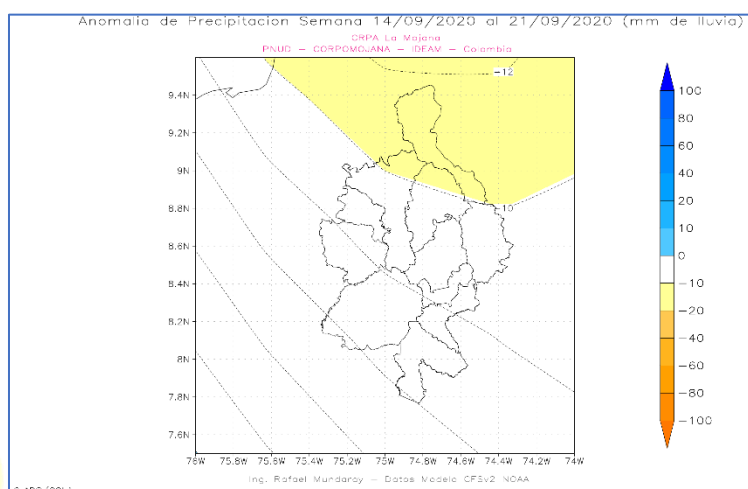 Anomalia de Precipitacion Semana 14/09/2020 al 21/09/2020 (mm de lluvia)
CRPA La Mojana
PNUD – CORPOMOJANA – IDEAM – Colombia
-12
-10
9.4N
9.2N
9N
8.8N
8.6N
8.4N
8.2N
8N
7.8N
7.6N
76W 75.8W 75.6W 75.4W 75.2W 75W 74.8W 74.6W 74.4W 74.2W 74W
100
80
60
40
20
0
-10
-20
-40
-60
-80
-100
Ing. Rafael Mundaray – Datos Modelo CFSv2 NOAA